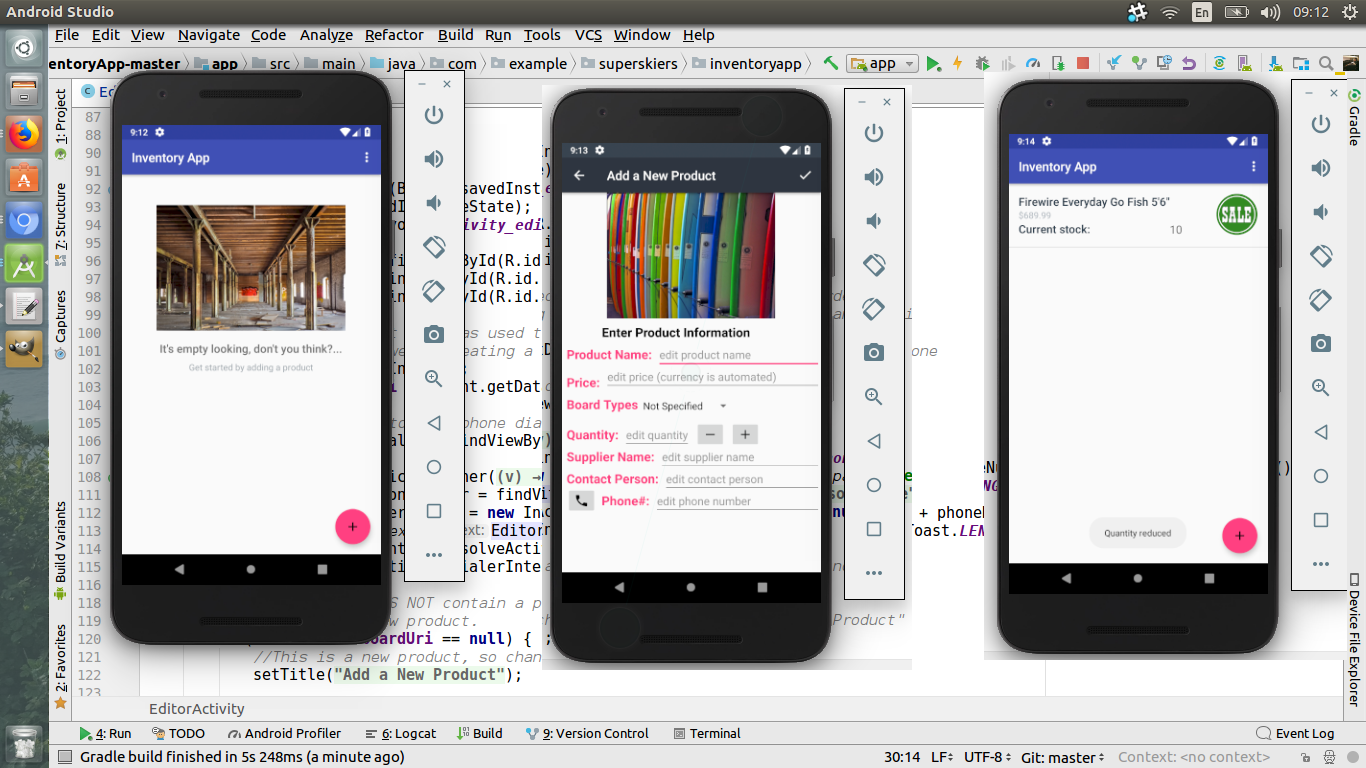 Android Studio
En
09:12
File Edit View Navigate Code Analyze Refactor Build Run Tools VCS Window Help
entoryApp-master app src main java com example superskiers inventoryapp app
1: Project
7: Structure
Captures
Build Variants
2: Favorites
87
88
90
91
92
94
95
96
97
98
99
100
101
102
103
104
105
106
107
108
111
112
113
114
115
116
118
119
120
121
122
123
9:12
Inventory App
It's empty looking, don't you think?...
Get started by adding a product
9:13
Add a New Product
Enter Product Information
Product Name: edit product name
Price: edit price (currency is automated)
Board Types Not Specified
Quantity: edit quantity − +
Supplier Name: edit supplier name
Contact Person: edit contact person
Phone#: edit phone number
9:14
Inventory App
SALE
Firewire Everyday Go Fish 5'6"
$689.99
Current stock: 10
Quantity reduced
savedInst
eState);
ivity_edi
ById(R.id.
as used t
eating a
nt.getDat
phone dia
indViewBy
her((v) →
r = findVi
= new Inc
ext: Editor
solveActi
ialerInte
S NOT contain a p
w product.
Product"
oardUri == null) {
//This is a new product, so chan
setTitle("Add a New Product");
+ phone
Toast.LEN
EditorActivity
Gradle
Device File Explorer
4: Run TODO Android Profiler 6: Logcat Build 9: Version Control Terminal Event Log
Gradle build finished in 5s 248ms (a minute ago) 30:14 LF÷ UTF-8÷ Git: master÷ Context: <no context>